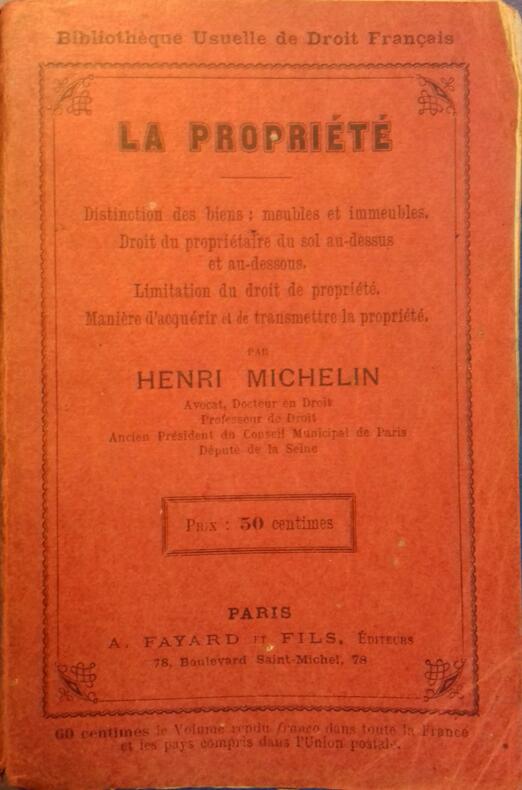 Bibliothèque Usuelle de Droit Français
LA PROPRIÉTÉ
Distinction des biens ; meubles et immeubles.
Droit du propriétaire du sol au-dessus
et au-dessous.
Limitation du droit de propriété.
Manière d'acquérir et de transmettre la propriété.
PAR
HENRI MICHELIN
Avocat, Docteur en Droit
Professeur de Droit
Ancien Président du Conseil Municipal de Paris
Député de la Seine
PRIX : 50 centimes
PARIS
A. FAYARD ET FILS, ÉDITEURS
78, Boulevard Saint-Michel, 78
60 centimes le Volume rendu franco dans toute la France
et les pays compris dans l'Union postale.